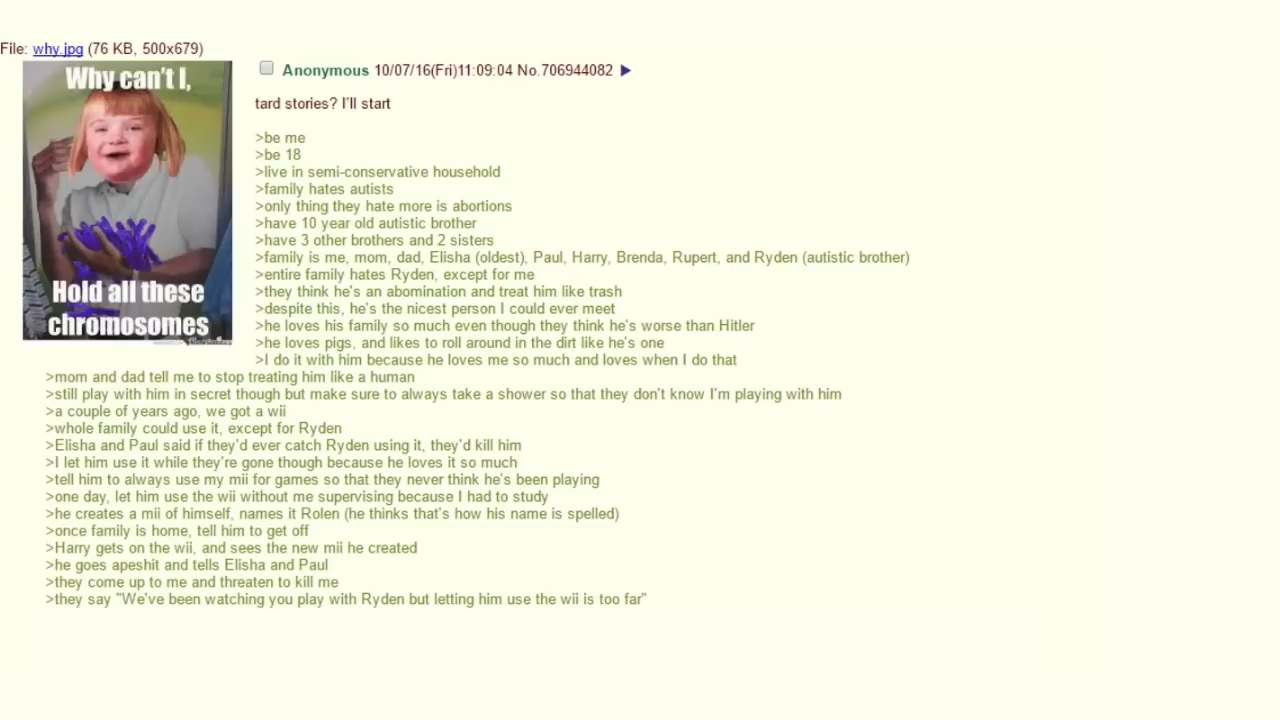 File: why.jpg (76 KB, 500x679)
Why can't I,
Hold all these
chromosomes
Anonymous 10/07/16(Fri)11:09:04 No.706944082 ▶
tard stories? I'll start
>be me
>be 18
>live in semi-conservative household
>family hates autists
>only thing they hate more is abortions
>have 10 year old autistic brother
>have 3 other brothers and 2 sisters
>family is me, mom, dad, Elisha (oldest), Paul, Harry, Brenda, Rupert, and Ryden (autistic brother)
>entire family hates Ryden, except for me
>they think he's an abomination and treat him like trash
>despite this, he's the nicest person I could ever meet
>he loves his family so much even though they think he's worse than Hitler
>he loves pigs, and likes to roll around in the dirt like he's one
>I do it with him because he loves me so much and loves when I do that
>mom and dad tell me to stop treating him like a human
>still play with him in secret though but make sure to always take a shower so that they don't know I'm playing with him
>a couple of years ago, we got a wii
>whole family could use it, except for Ryden
>Elisha and Paul said if they'd ever catch Ryden using it, they'd kill him
>I let him use it while they're gone though because he loves it so much
>tell him to always use my mii for games so that they never think he's been playing
>one day, let him use the wii without me supervising because I had to study
>he creates a mii of himself, names it Rolen (he thinks that's how his name is spelled)
>once family is home, tell him to get off
>Harry gets on the wii, and sees the new mii he created
>he goes apeshit and tells Elisha and Paul
>they come up to me and threaten to kill me
>they say "We've been watching you play with Ryden but letting him use the wii is too far"